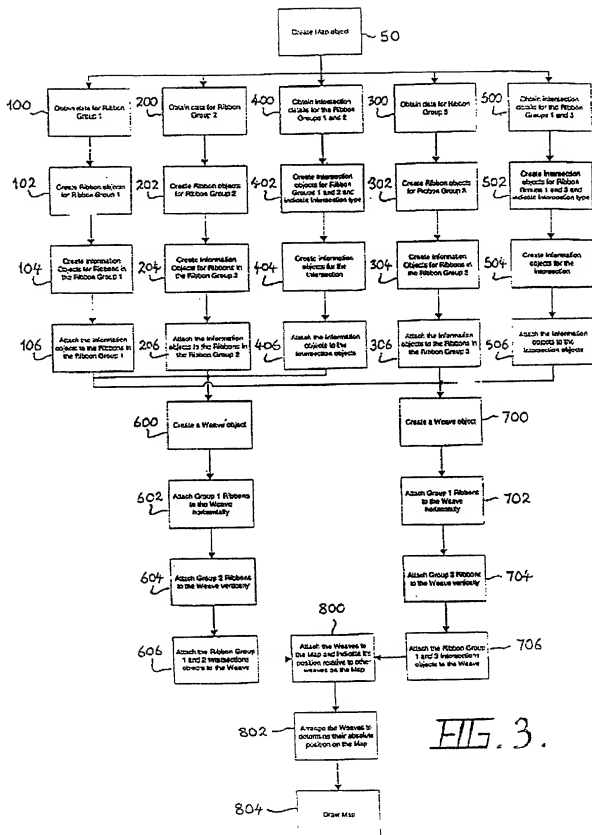 Create Map object
50
100
Obtain data for Ribbon
Group 1
200
Obtain data for Ribbon
Group 2
400
Obtain Intersection
details for the Ribbon
Groups 1 and 2
300
Obtain data for Ribbon
Group 3
500
Obtain intersection
details for the Ribbon
Groups 1 and 3
102
Create Ribbon objects
for Ribbon Group 1
202
Create Ribbon objects
for Ribbon Group 2
402
Create Intersection
objects for Ribbon
Groups 1 and 2 and
indicate Intersection type
302
Create Ribbon objects
for Ribbon Group 3
502
Create Intersection
objects for Ribbon
Groups 1 and 3 and
indicate Intersection type
104
Create Information
Objects for Ribbons in
the Ribbon Group 1
204
Create Information
Objects for Ribbons in
the Ribbon Group 2
404
Create Information
objects for the
Intersection
304
Create Information
Objects for Ribbons in
the Ribbon Group 3
504
Create Information
objects for the
Intersection
106
Attach the Information
objects to the Ribbons in
the Ribbon Group 1
206
Attach the Information
objects to the Ribbons in
the Ribbon Group 2
406
Attach the Information
objects to the
Intersection objects
306
Attach the Information
objects to the Ribbons in
the Ribbon Group 3
506
Attach the Information
objects to the
Intersection objects
600
Create a Weave object
Create a Weave object
700
602
Attach Group 1 Ribbons
to the Weave
horizontally
Attach Group 1 Ribbons
to the Weave
horizontally
702
604
Attach Group 2 Ribbons
to the Weave vertically
Attach Group 3 Ribbons
to the Weave vertically
704
606
Attach the Ribbon Group
1 and 2 Intersections
objects to the Weave
800
Attach the Weaves to
the Map and indicate it's
position relative to other
weaves on the Map
Attach the Ribbon Group
1 and 3 Intersections
objects to the Weave
706
802
Arrange the Weaves to
determine their absolute
position on the Map
FIG. 3.
804
Draw Map